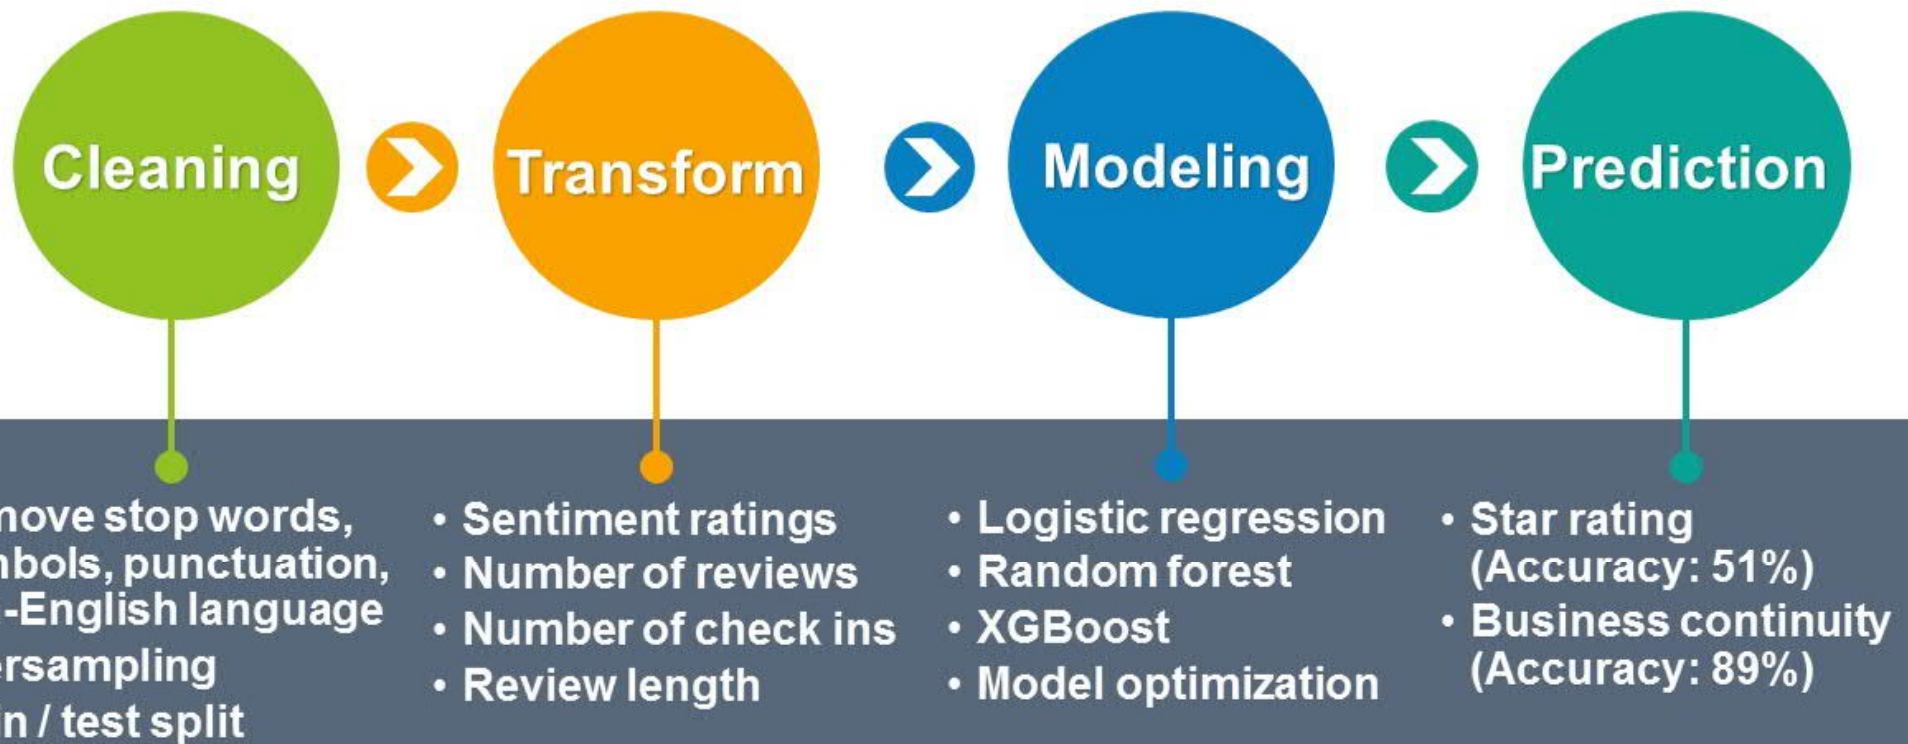 Cleaning
Transform
Modeling
Prediction
move stop words,
mbols, punctuation,
-English language
ersampling
in / test split
• Sentiment ratings
• Number of reviews
• Number of check ins
• Review length
• Logistic regression
• Random forest
• XGBoost
• Model optimization
• Star rating
(Accuracy: 51%)
• Business continuity
(Accuracy: 89%)